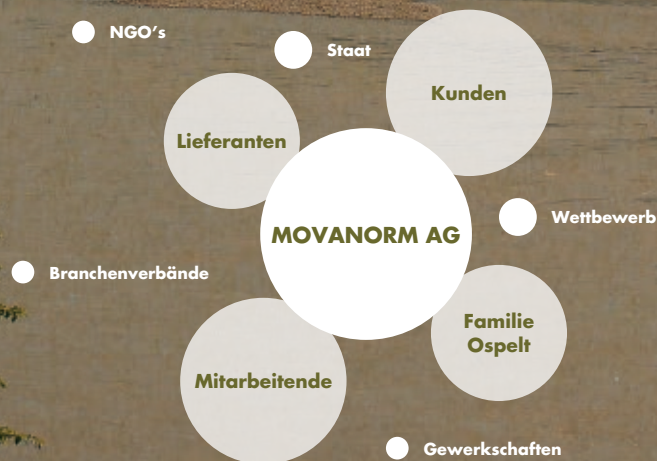 NGO's
Staat
Kunden
Lieferanten
MOVANORM AG
Wettbewerb
Branchenverbände
Familie
Ospelt
Mitarbeitende
Gewerkschaften